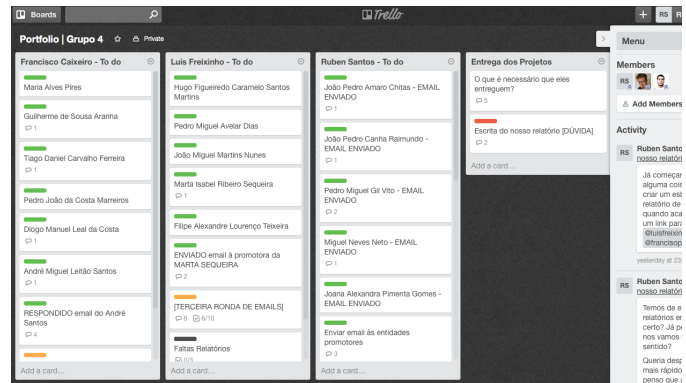 Boards
Trello
RS
R
Portfolio | Grupo 4
Private
Francisco Caixeiro - To do
Maria Alves Pires
Guilherme de Sousa Aranha
1
Tiago Daniel Carvalho Ferreira
1
Pedro João da Costa Marreiros
Diogo Manuel Leal da Costa
1
André Miguel Leitão Santos
1
RESPONDIDO email do André
Santos
4
Add a card…
Luis Freixinho - To do
Hugo Figueiredo Caramelo Santos
Martins
Pedro Miguel Avelar Dias
João Miguel Martins Nunes
Marta Isabel Ribeiro Sequeira
1
Filipe Alexandre Lourenço Teixeira
ENVIADO email à promotora da
MARTA SEQUEIRA
2
[TERCEIRA RONDA DE EMAILS]
6 6/10
Faltas Relatórios
Add a card…
Ruben Santos - To do
João Pedro Amaro Chitas - EMAIL
ENVIADO
1
João Pedro Canha Raimundo -
EMAIL ENVIADO
1
Pedro Miguel Gil Vito - EMAIL
ENVIADO
2
Miguel Neves Neto - EMAIL
ENVIADO
1
Joana Alexandra Pimenta Gomes -
EMAIL ENVIADO
Enviar email às entidades
promotores
3
Add a card…
Entrega dos Projetos
O que é necessário que eles
entreguem?
3
Escrita do nosso relatório [DÚVIDA]
2
Add a card…
Menu
Members
RS
Add Members
Activity
RS
Ruben Santo
nosso relatóri
Já começar
alguma cois
criar um es
relatório de
quando aca
um link para
@luisfreixin
@francisop
yesterday at 23
RS
Ruben Santo
nosso relatóri
Temos de e
relatórios er
certo? Já pe
nos vamos
sentido?
Queria desp
mais rápido
penso que